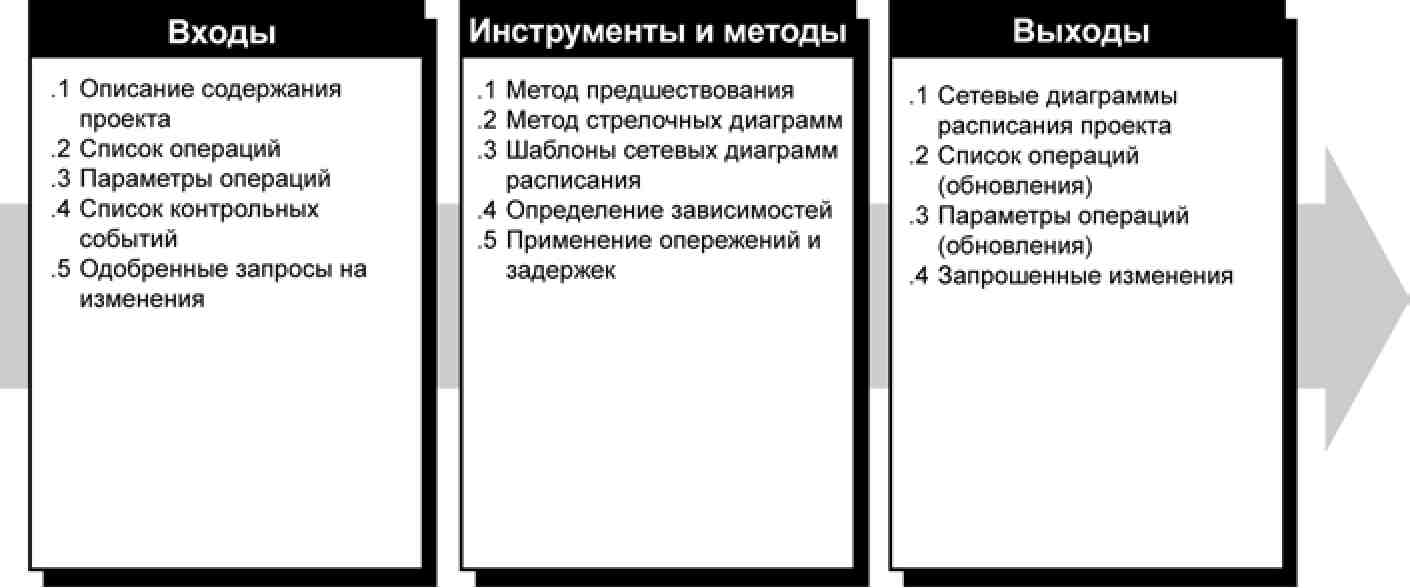 Входы
.1 Описание содержания
проекта
.2 Список операций
.3 Параметры операций
.4 Список контрольных
событий
.5 Одобренные запросы на
изменения
Инструменты и методы
.1 Метод предшествования
.2 Метод стрелочных диаграмм
.3 Шаблоны сетевых диаграмм
расписания
.4 Определение зависимостей
.5 Применение опережений и
задержек
Выходы
.1 Сетевые диаграммы
расписания проекта
.2 Список операций
(обновления)
.3 Параметры операций
(обновления)
.4 Запрошенные изменения